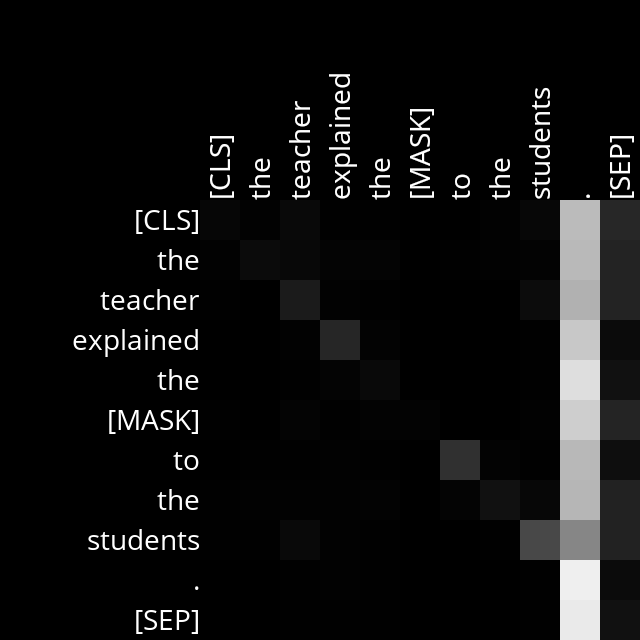 [CLS]
the
teacher
explained
the
[MASK]
to
the
students
.
[SEP]
[CLS]
the
teacher
explained
the
[MASK]
to
the
students
.
[SEP]